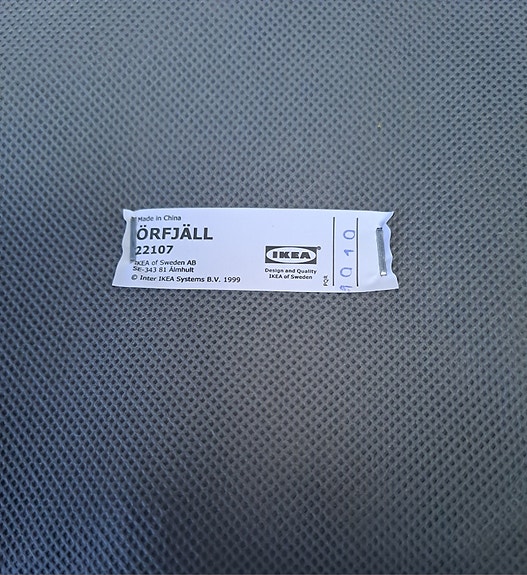 Made in China
ÖRFJÄLL
22107
IKEA of Sweden AB
SE-343 81 Älmhult
© Inter IKEA Systems B.V. 1999
IKEA®
Design and Quality
IKEA of Sweden